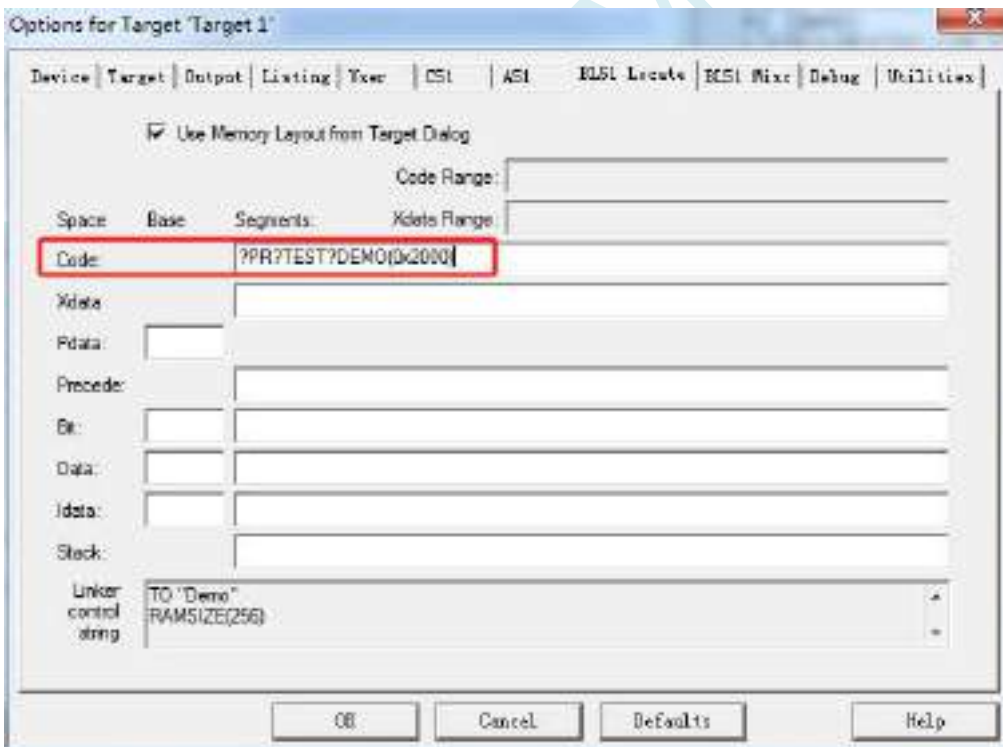 Options for Target 'Target 1'
Device Target Output Listing User C51 A51 BL51 Locate BL51 Misc Debug Utilities
Use Memory Layout from Target Dialog
Code Range:
Space Base Segments: Xdata Range:
Code: ?PR?TEST?DEMO(0x2000)
Xdata:
Pdata:
Precede:
Bit:
Data:
Idata:
Stack:
Linker control string
TO "Demo"
RAMSIZE(256)
OK Cancel Defaults Help